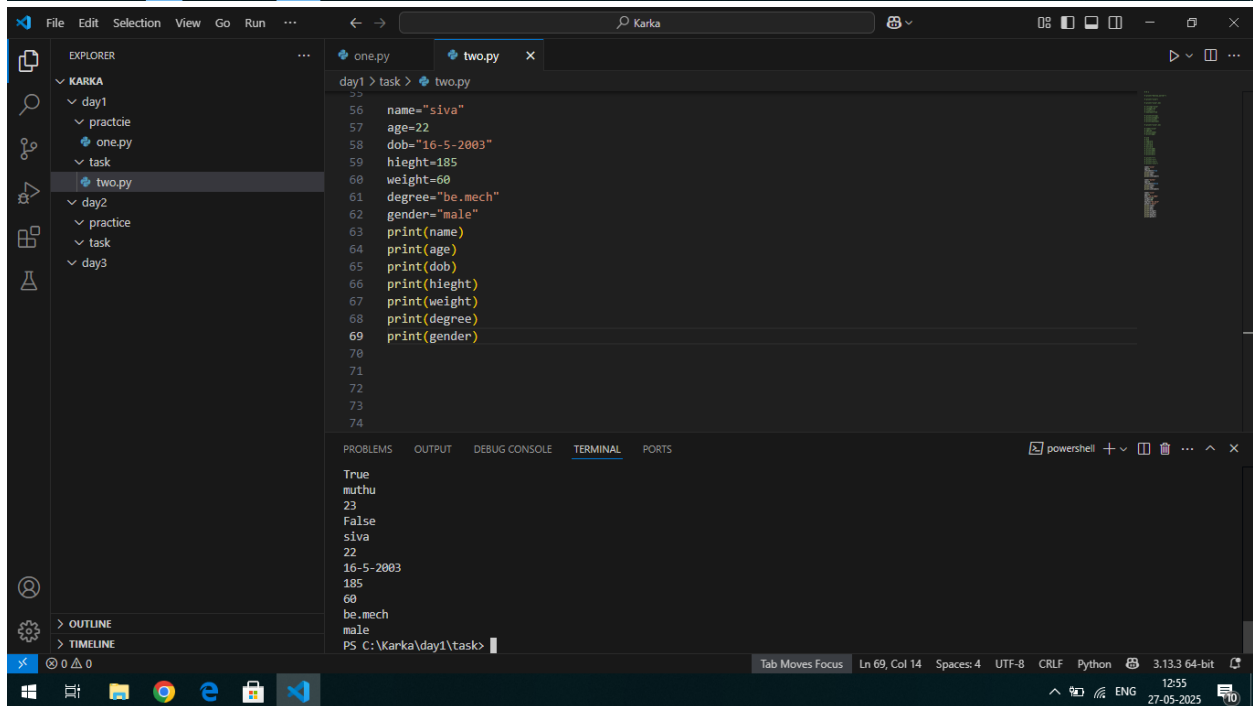 File Edit Selection View Go Run ··· Karka
EXPLORER ···
KARKA
day1
practcie
one.py
task
two.py
day2
practice
task
day3
OUTLINE
TIMELINE
one.py two.py
day1 > task > two.py
55
56 name="siva"
57 age=22
58 dob="16-5-2003"
59 hieght=185
60 weight=60
61 degree="be.mech"
62 gender="male"
63 print(name)
64 print(age)
65 print(dob)
66 print(hieght)
67 print(weight)
68 print(degree)
69 print(gender)
70
71
72
73
74
PROBLEMS OUTPUT DEBUG CONSOLE TERMINAL PORTS powershell
True
muthu
23
False
siva
22
16-5-2003
185
60
be.mech
male
PS C:\Karka\day1\task>
0 0 Tab Moves Focus Ln 69, Col 14 Spaces: 4 UTF-8 CRLF Python 3.13.3 64-bit
ENG 12:55
27-05-2025 10